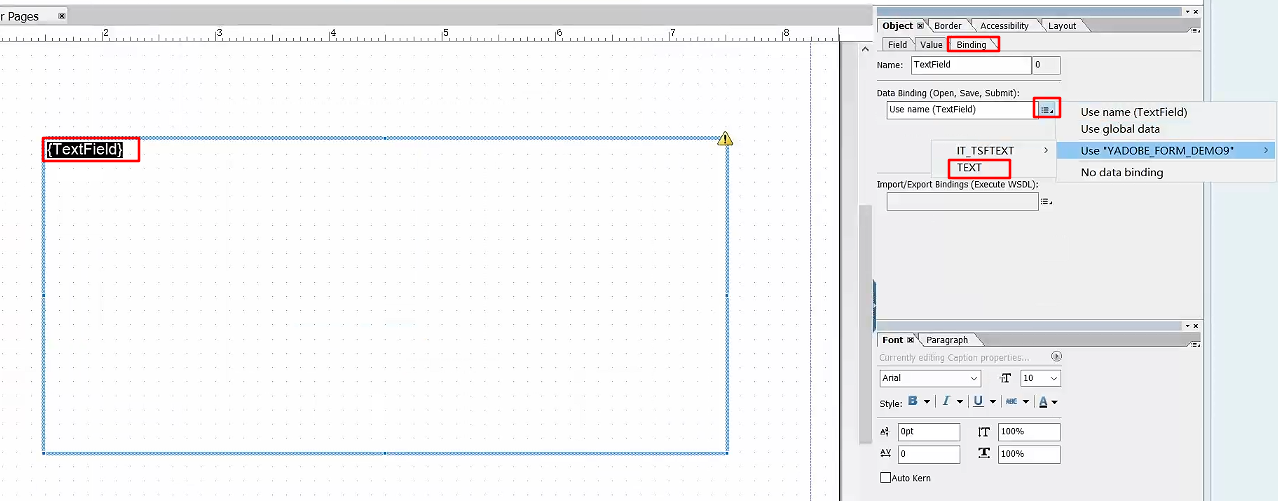 r Pages
2 3 4 5 6 7 8
{TextField}
Object Border Accessibility Layout
Field Value Binding
Name: TextField 0
Data Binding (Open, Save, Submit):
Use name (TextField)
Use name (TextField)
Use global data
Use "YADOBE_FORM_DEMO9"
No data binding
IT_TSFTEXT
TEXT
Import/Export Bindings (Execute WSDL):
Font Paragraph
Currently editing Caption properties...
Arial 10
Style: B I U ABC A
0pt 100%
AV 0 100%
Auto Kern